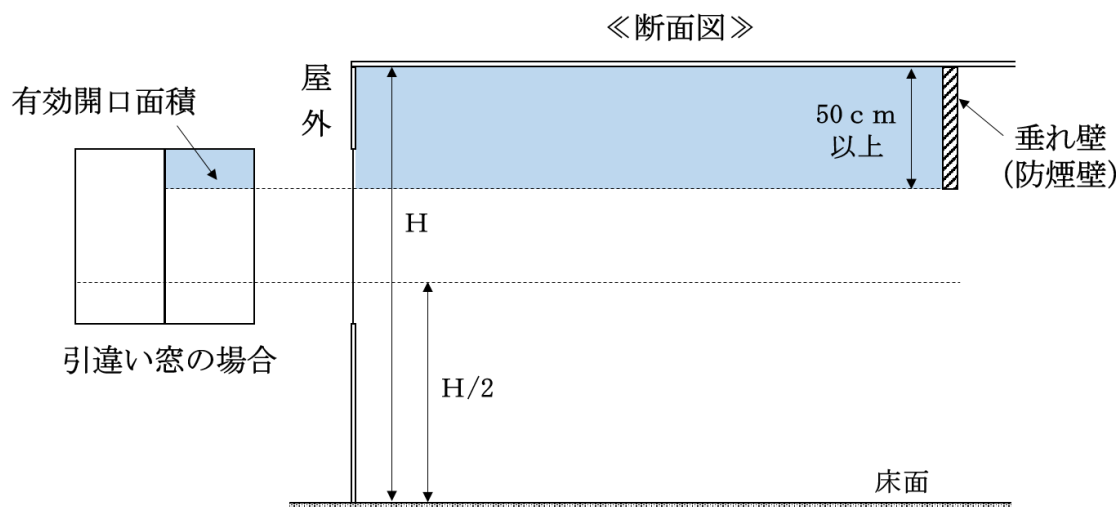 ≪断面図≫
屋
外
有効開口面積
50ｃｍ
以上
垂れ壁
(防煙壁)
H
引違い窓の場合
H/2
床面